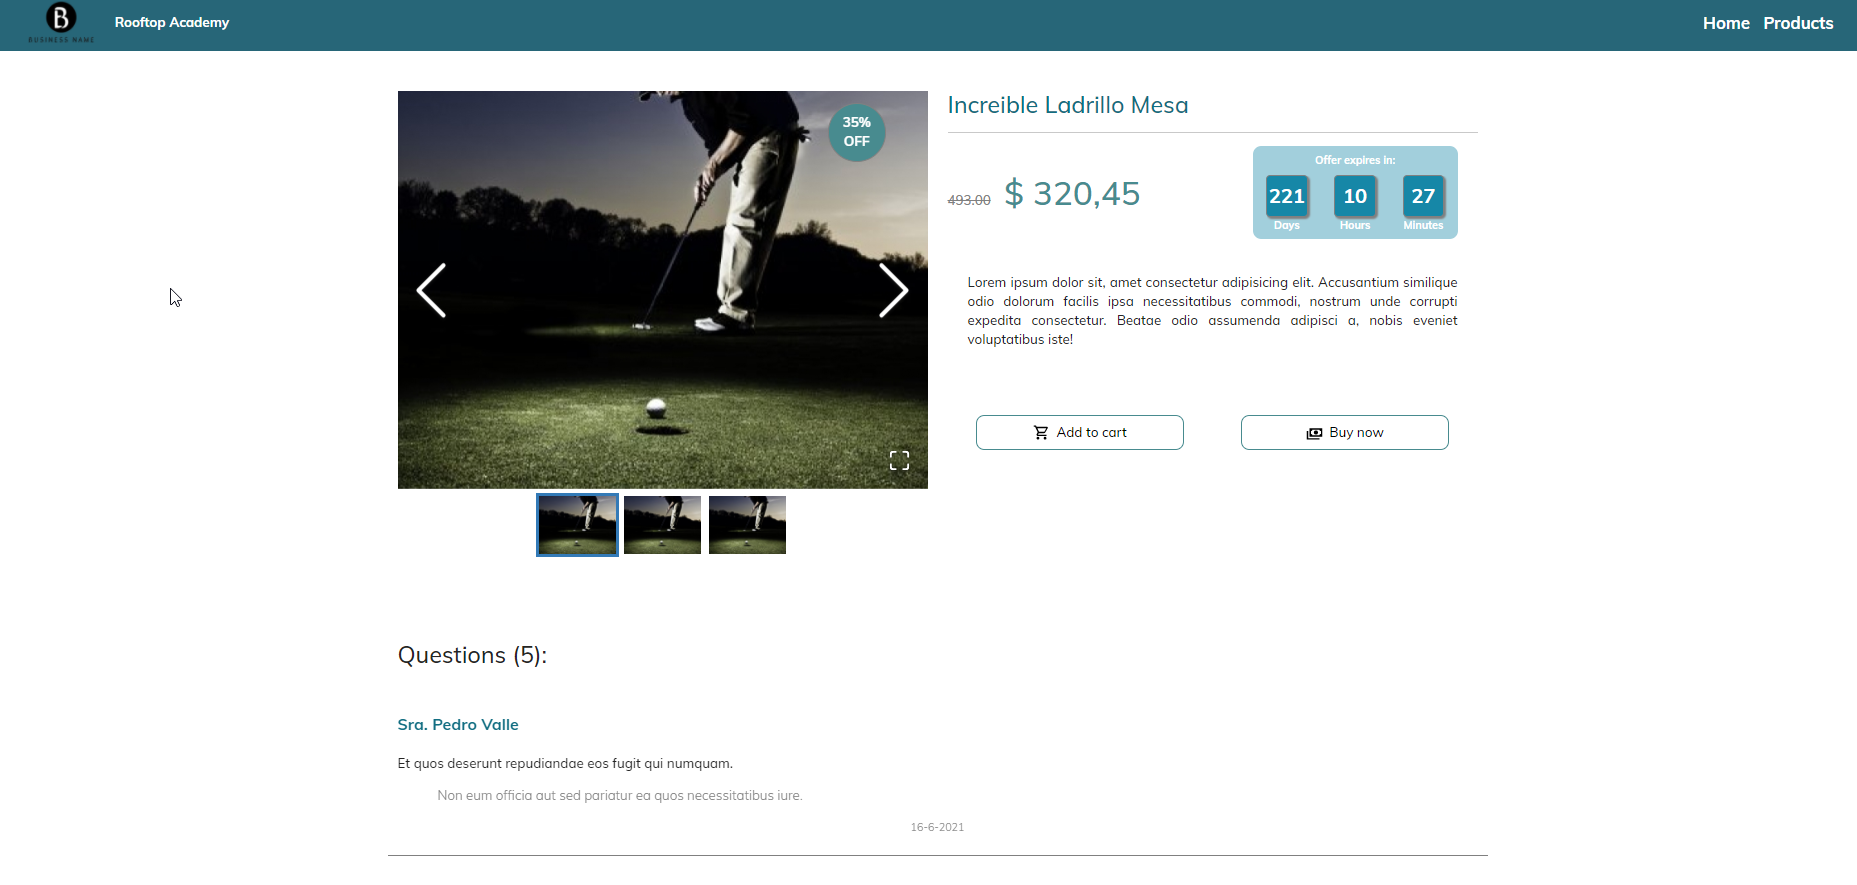 BUSINESS NAME
Rooftop Academy
Home Products
35%
OFF
Increible Ladrillo Mesa
493.00 $ 320,45
Offer expires in:
221 10 27
Days Hours Minutes
Lorem ipsum dolor sit, amet consectetur adipisicing elit. Accusantium similique
odio dolorum facilis ipsa necessitatibus commodi, nostrum unde corrupti
expedita consectetur. Beatae odio assumenda adipisci a, nobis eveniet
voluptatibus iste!
Add to cart
Buy now
Questions (5):
Sra. Pedro Valle
Et quos deserunt repudiandae eos fugit qui numquam.
Non eum officia aut sed pariatur ea quos necessitatibus iure.
16-6-2021